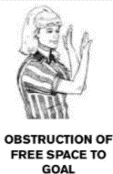 OBSTRUCTION OF
FREE SPACE TO
GOAL